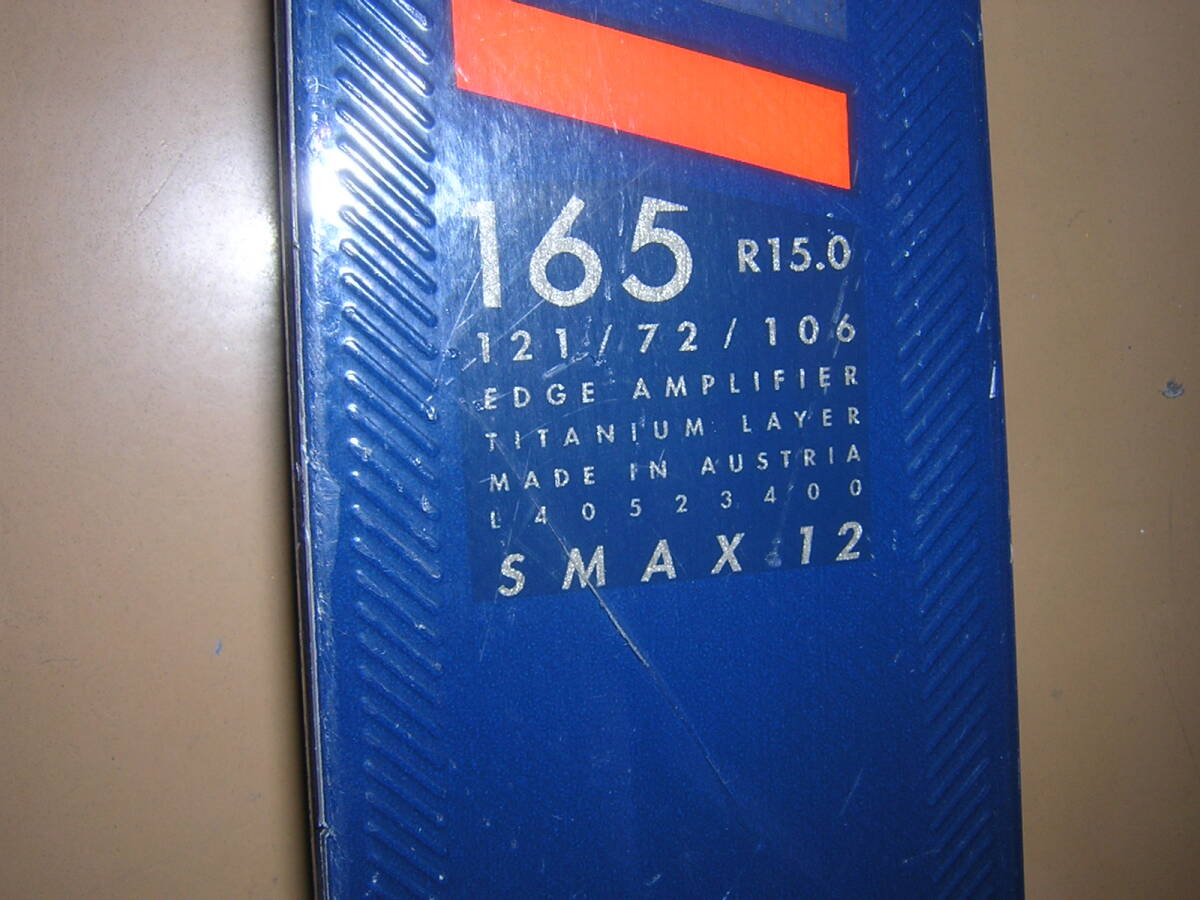 165 R15.0
121/72/106
EDGE AMPLIFIER
TITANIUM LAYER
MADE IN AUSTRIA
L40523400
SMAX 12